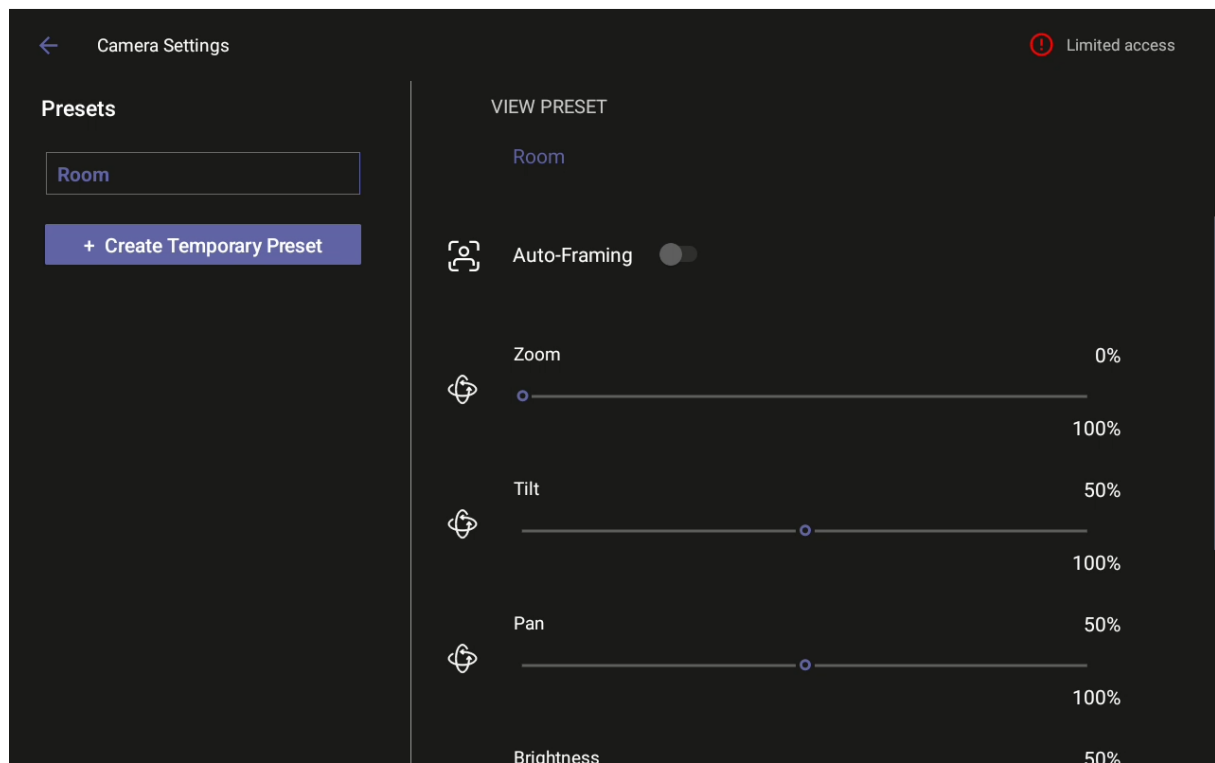 Camera Settings
Limited access
Presets
Room
+ Create Temporary Preset
VIEW PRESET
Room
Auto-Framing
Zoom
0%
100%
Tilt
50%
100%
Pan
50%
100%
Brightness
50%